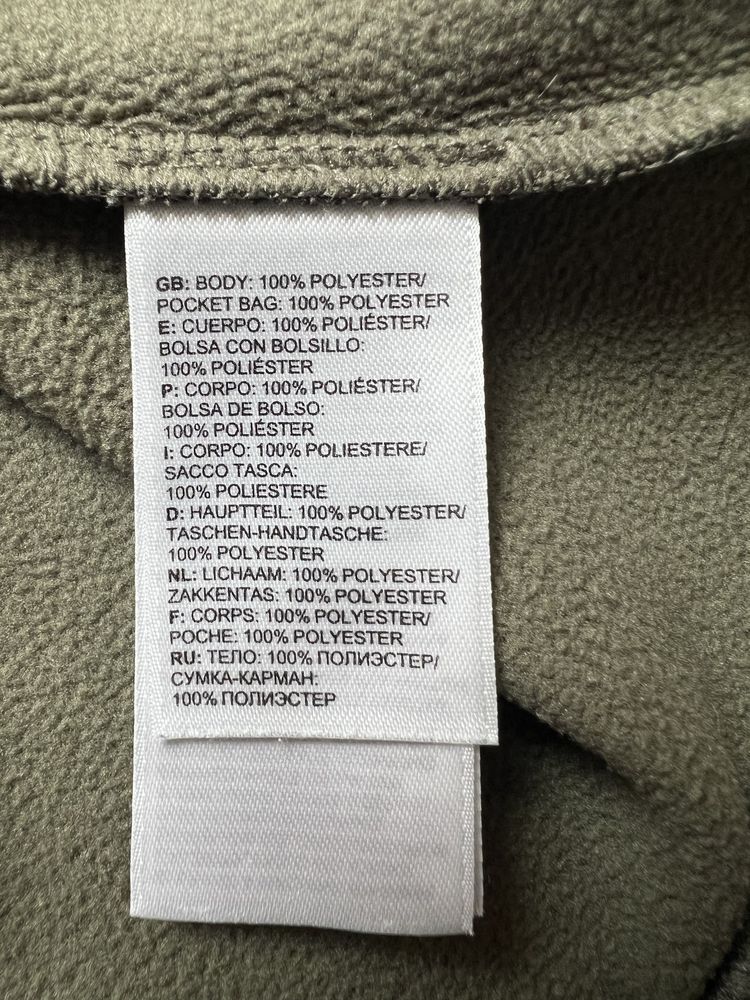 GB: BODY: 100% POLYESTER/
POCKET BAG: 100% POLYESTER
E: CUERPO: 100% POLIÉSTER/
BOLSA CON BOLSILLO:
100% POLIÉSTER
P: CORPO: 100% POLIÉSTER/
BOLSA DE BOLSO:
100% POLIÉSTER
I: CORPO: 100% POLIESTERE/
SACCO TASCA:
100% POLIESTERE
D: HAUPTTEIL: 100% POLYESTER/
TASCHEN-HANDTASCHE:
100% POLYESTER
NL: LICHAAM: 100% POLYESTER/
ZAKKENTAS: 100% POLYESTER
F: CORPS: 100% POLYESTER/
POCHE: 100% POLYESTER
RU: ТЕЛО: 100% ПОЛИЭСТЕР/
СУМКА-КАРМАН:
100% ПОЛИЭСТЕР